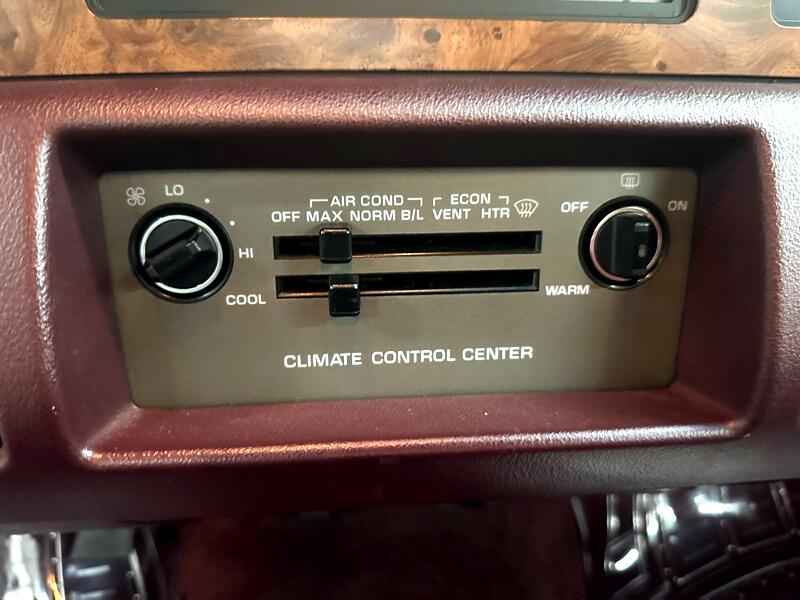 LO
AIR COND ECON
OFF MAX NORM B/L VENT HTR
OFF ON
HI
COOL WARM
CLIMATE CONTROL CENTER